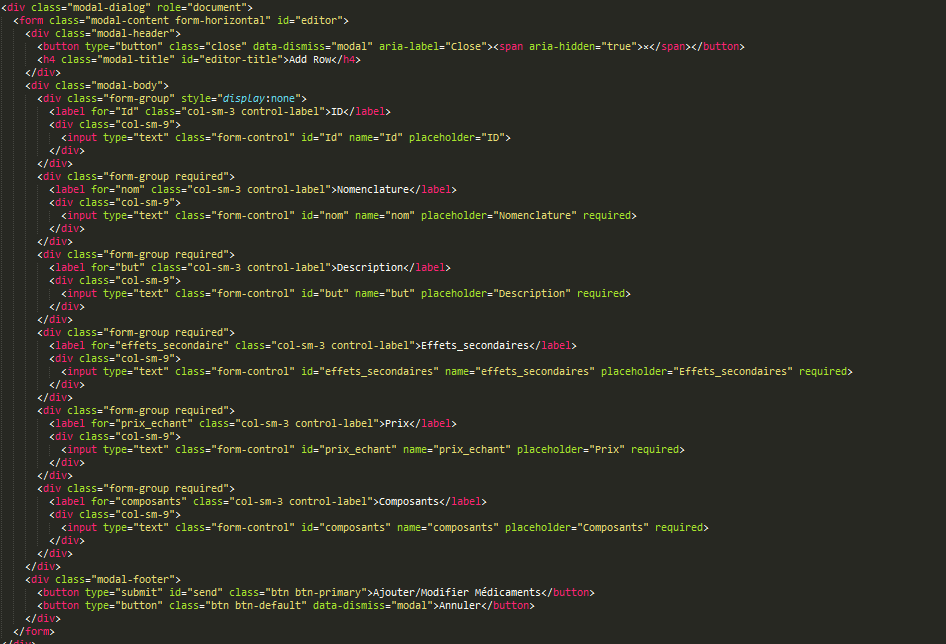 <div class="modal-dialog" role="document">
<form class="modal-content form-horizontal" id="editor">
<div class="modal-header">
<button type="button" class="close" data-dismiss="modal" aria-label="Close"><span aria-hidden="true">×</span></button>
<h4 class="modal-title" id="editor-title">Add Row</h4>
</div>
<div class="modal-body">
<div class="form-group" style="display:none">
<label for="Id" class="col-sm-3 control-label">ID</label>
<div class="col-sm-9">
<input type="text" class="form-control" id="Id" name="Id" placeholder="ID">
</div>
</div>
<div class="form-group required">
<label for="nom" class="col-sm-3 control-label">Nomenclature</label>
<div class="col-sm-9">
<input type="text" class="form-control" id="nom" name="nom" placeholder="Nomenclature" required>
</div>
</div>
<div class="form-group required">
<label for="but" class="col-sm-3 control-label">Description</label>
<div class="col-sm-9">
<input type="text" class="form-control" id="but" name="but" placeholder="Description" required>
</div>
</div>
<div class="form-group required">
<label for="effets_secondaire" class="col-sm-3 control-label">Effets_secondaires</label>
<div class="col-sm-9">
<input type="text" class="form-control" id="effets_secondaires" name="effets_secondaires" placeholder="Effets_secondaires" required>
</div>
</div>
<div class="form-group required">
<label for="prix_echant" class="col-sm-3 control-label">Prix</label>
<div class="col-sm-9">
<input type="text" class="form-control" id="prix_echant" name="prix_echant" placeholder="Prix" required>
</div>
</div>
<div class="form-group required">
<label for="composants" class="col-sm-3 control-label">Composants</label>
<div class="col-sm-9">
<input type="text" class="form-control" id="composants" name="composants" placeholder="Composants" required>
</div>
</div>
</div>
<div class="modal-footer">
<button type="submit" id="send" class="btn btn-primary">Ajouter/Modifier Médicaments</button>
<button type="button" class="btn btn-default" data-dismiss="modal">Annuler</button>
</div>
</form>
</div>